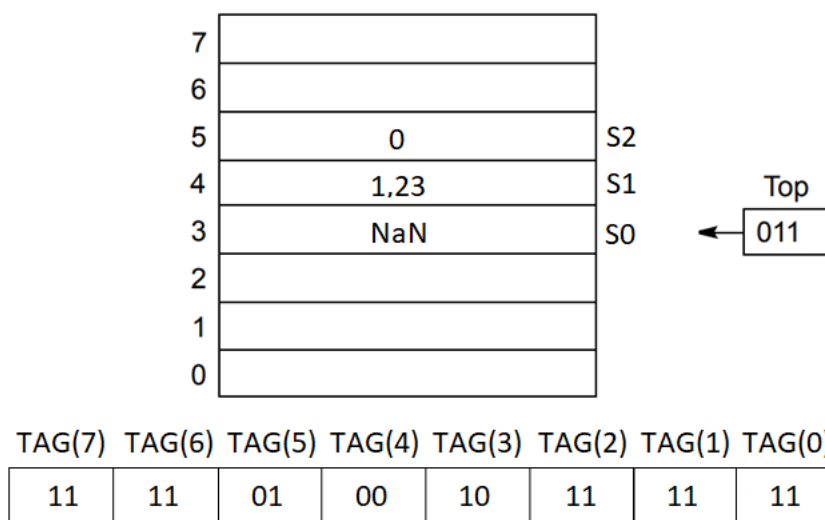 7
6
5 0 S2
4 1,23 S1 Top
3 NaN S0 011
2
1
0
TAG(7) TAG(6) TAG(5) TAG(4) TAG(3) TAG(2) TAG(1) TAG(0)
11 11 01 00 10 11 11 11